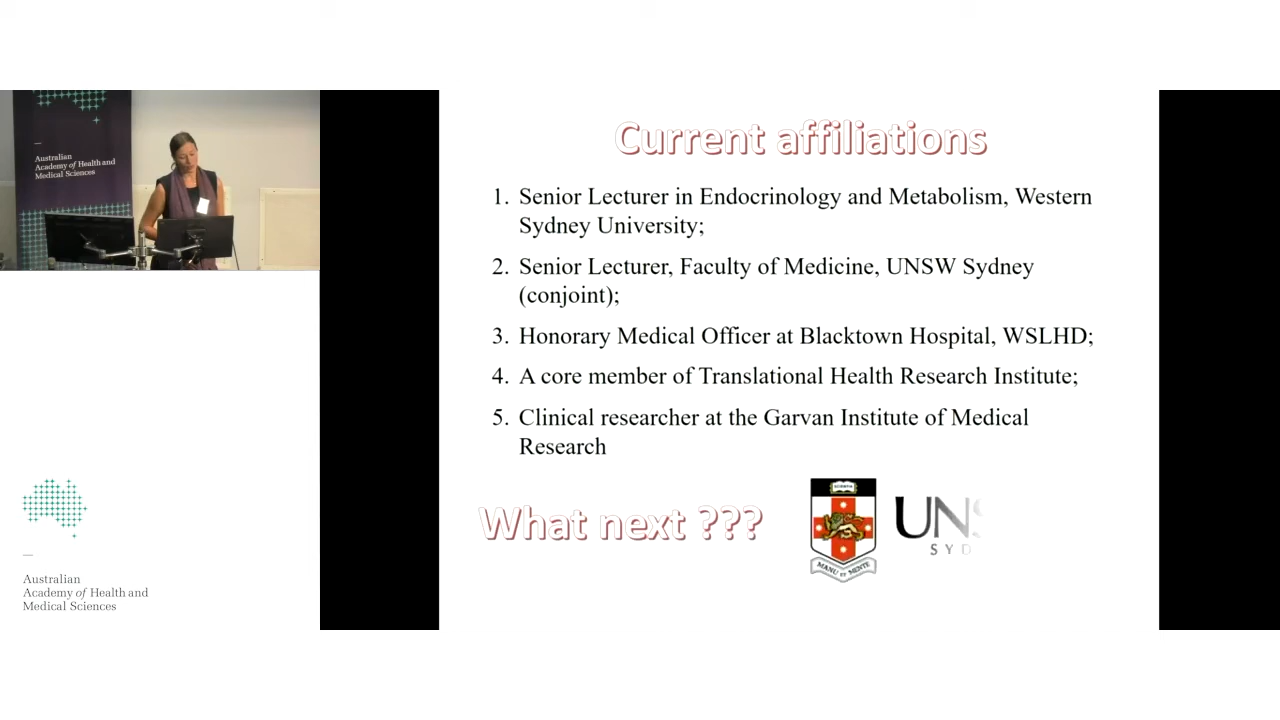 Australian
Academy of Health and
Medical Sciences
Current affiliations
1. Senior Lecturer in Endocrinology and Metabolism, Western
Sydney University;
2. Senior Lecturer, Faculty of Medicine, UNSW Sydney
(conjoint);
3. Honorary Medical Officer at Blacktown Hospital, WSLHD;
4. A core member of Translational Health Research Institute;
5. Clinical researcher at the Garvan Institute of Medical
Research
What next ???
SCIENTIA
MANU ET MENTE
UNS
SYD
Australian
Academy of Health and
Medical Sciences